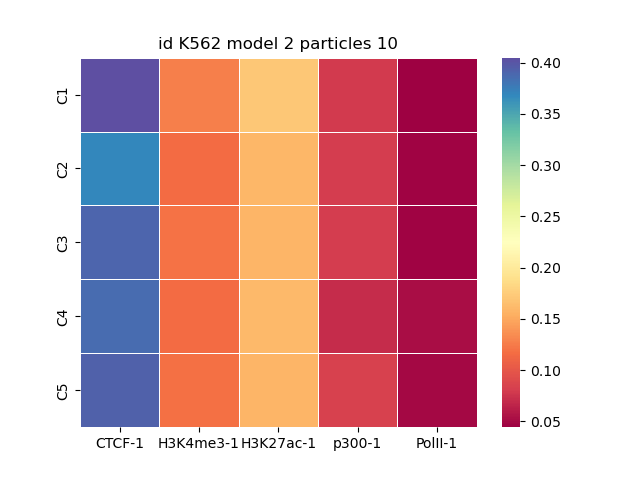 id K562 model 2 particles 10
C1
C2
C3
C4
C5
CTCF-1 H3K4me3-1 H3K27ac-1 p300-1 PolII-1
0.40
0.35
0.30
0.25
0.20
0.15
0.10
0.05